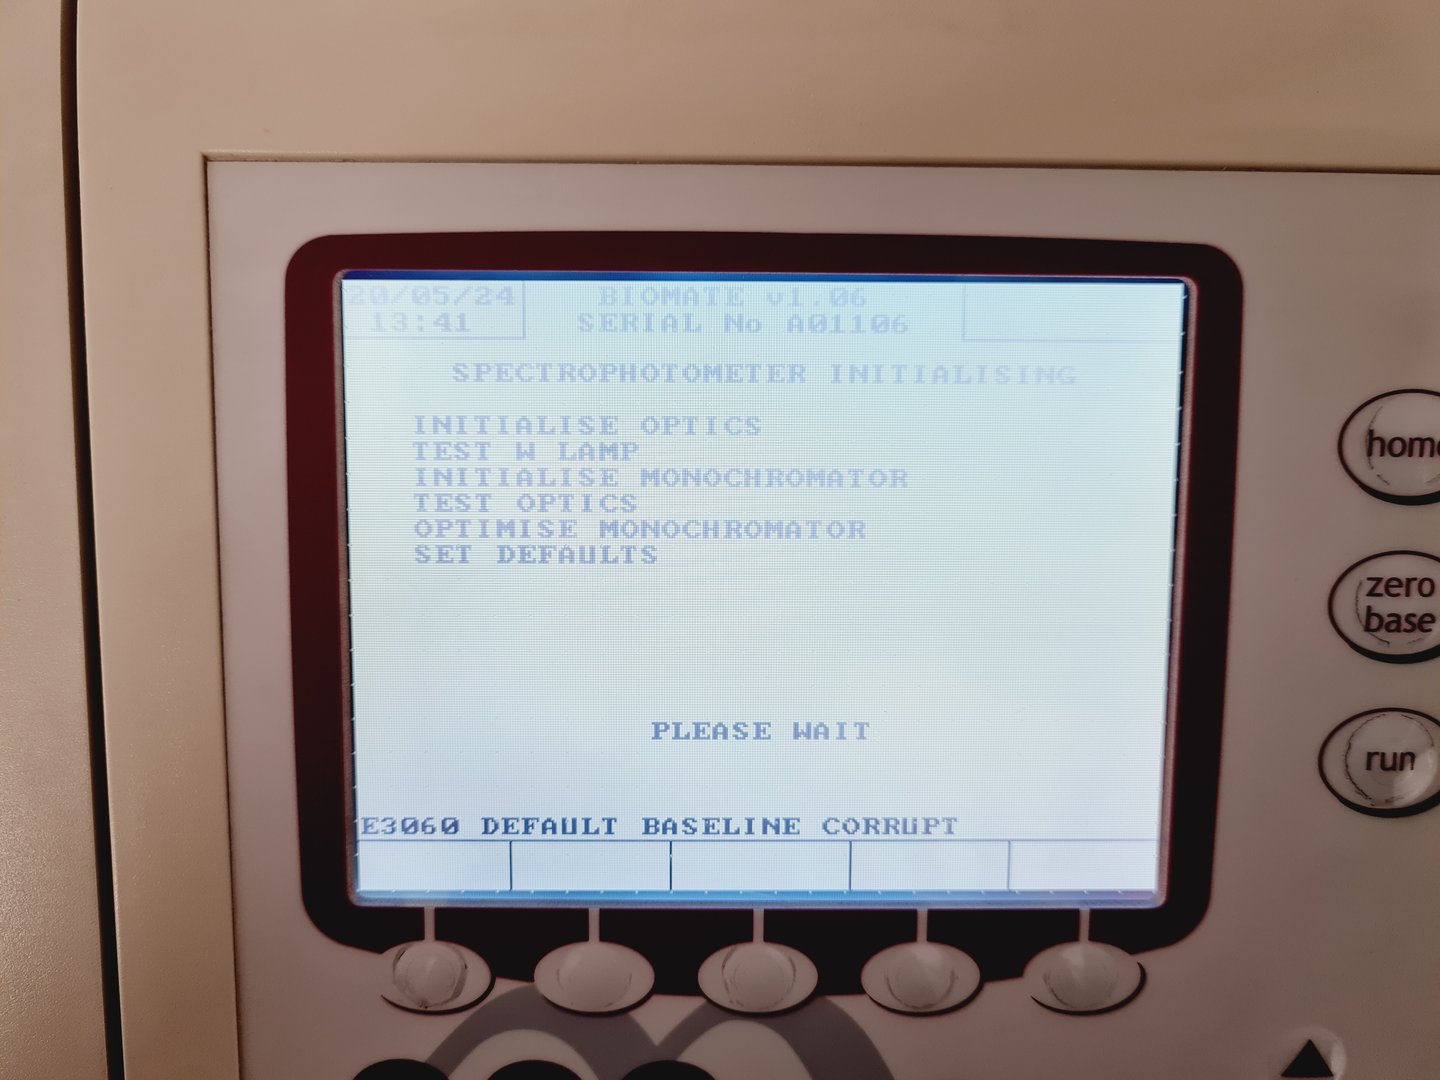 20/05/24
13:41
BIOMATE v1.06
SERIAL No A01106
SPECTROPHOTOMETER INITIALISING
INITIALISE OPTICS
TEST W LAMP
INITIALISE MONOCHROMATOR
TEST OPTICS
OPTIMISE MONOCHROMATOR
SET DEFAULTS
PLEASE WAIT
E3060 DEFAULT BASELINE CORRUPT
home
zero
base
run